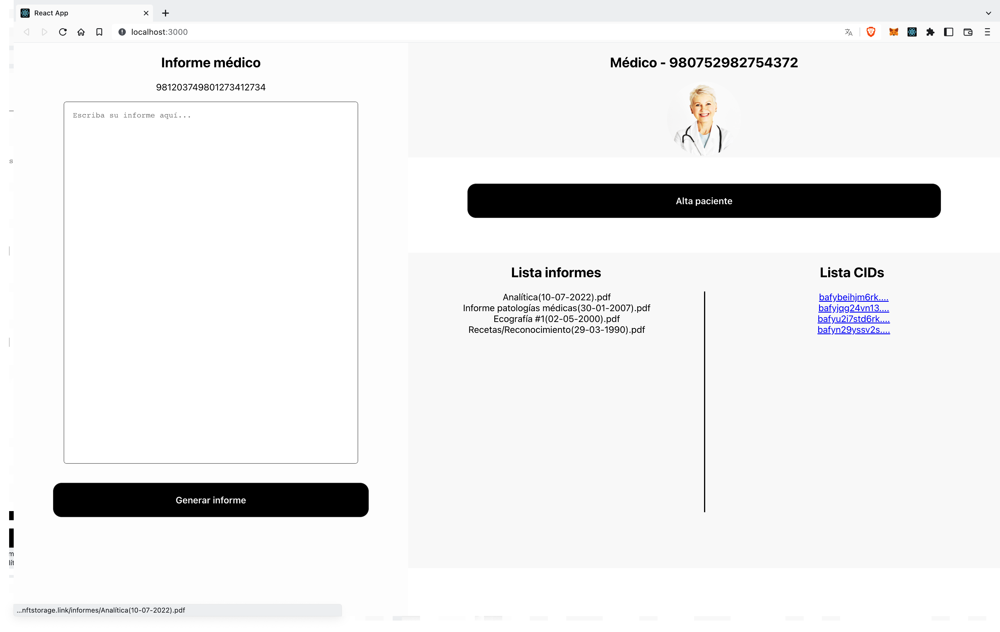 React App
localhost:3000
Informe médico
981203749801273412734
Escriba su informe aquí...
Generar informe
Médico - 980752982754372
Alta paciente
Lista informes
Analítica(10-07-2022).pdf
Informe patologías médicas(30-01-2007).pdf
Ecografía #1(02-05-2000).pdf
Recetas/Reconocimiento(29-03-1990).pdf
Lista CIDs
bafybeihjm6rk....
bafyjqg24vn13....
bafyu2i7std6rk....
bafyn29yssv2s....
...nftstorage.link/informes/Analítica(10-07-2022).pdf